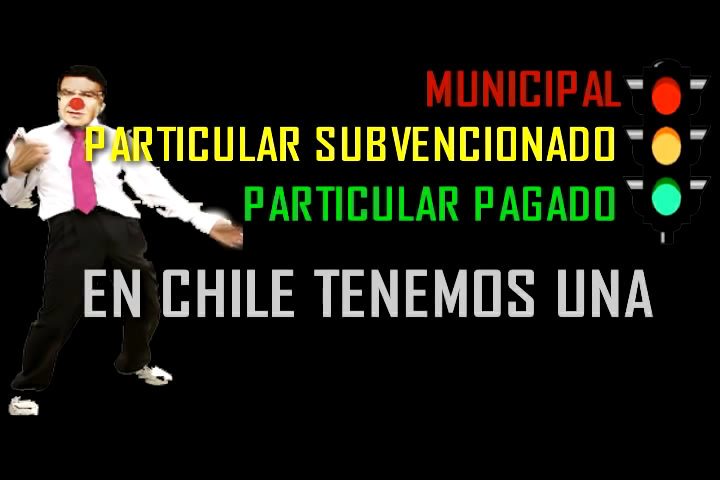 MUNICIPAL
PARTICULAR SUBVENCIONADO
PARTICULAR PAGADO
EN CHILE TENEMOS UNA